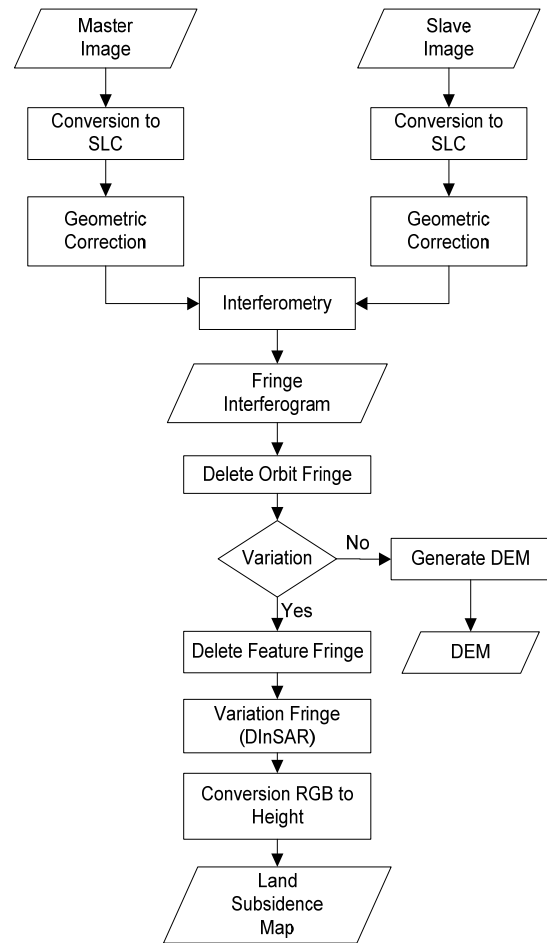 Master
Image
Slave
Image
Conversion to
SLC
Conversion to
SLC
Geometric
Correction
Geometric
Correction
Interferometry
Fringe
Interferogram
Delete Orbit Fringe
Variation
No
Generate DEM
Yes
DEM
Delete Feature Fringe
Variation Fringe
(DInSAR)
Conversion RGB to
Height
Land
Subsidence
Map